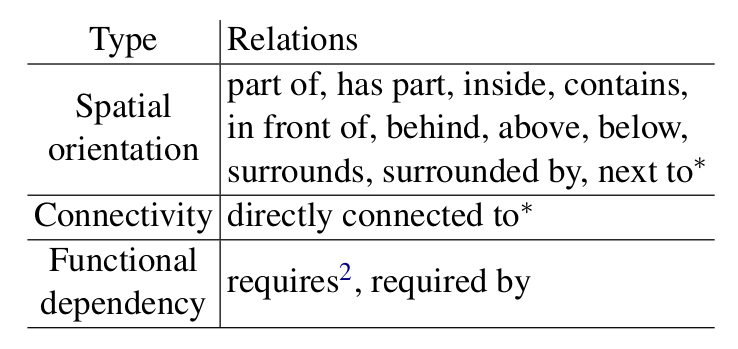 Type Relations
Spatial orientation
part of, has part, inside, contains,
in front of, behind, above, below,
surrounds, surrounded by, next to*
Connectivity directly connected to*
Functional dependency
requires², required by